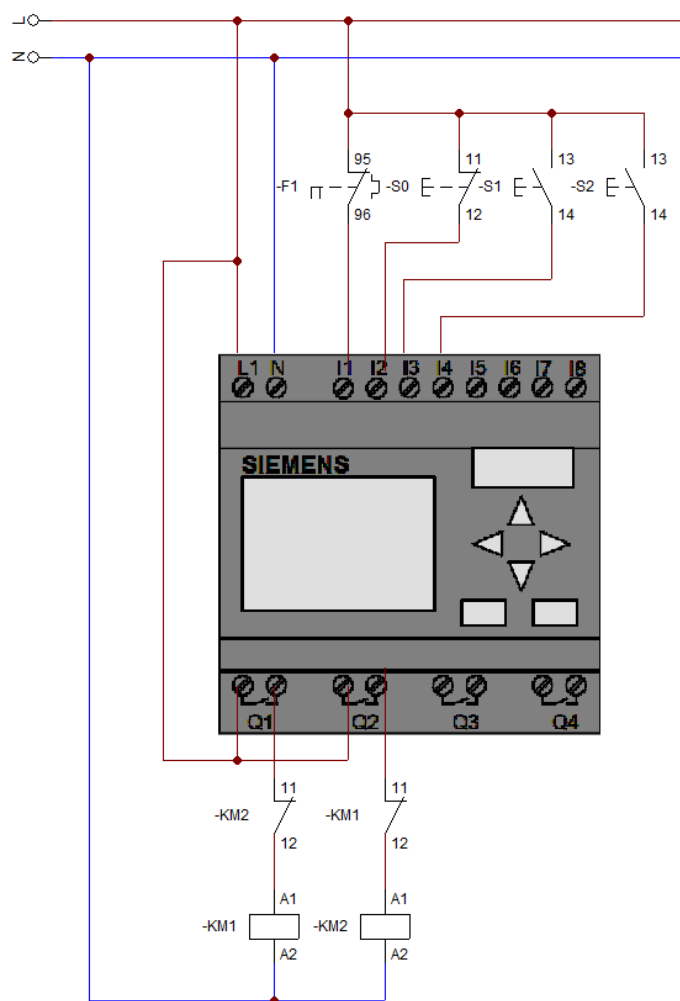 L
N
95 11 13 13
-F1 -S0 -S1 -S2
96 12 14 14
L1 N I1 I2 I3 I4 I5 I6 I7 I8
SIEMENS
Q1 Q2 Q3 Q4
11 11
-KM2 -KM1
12 12
A1 A1
-KM1 -KM2
A2 A2